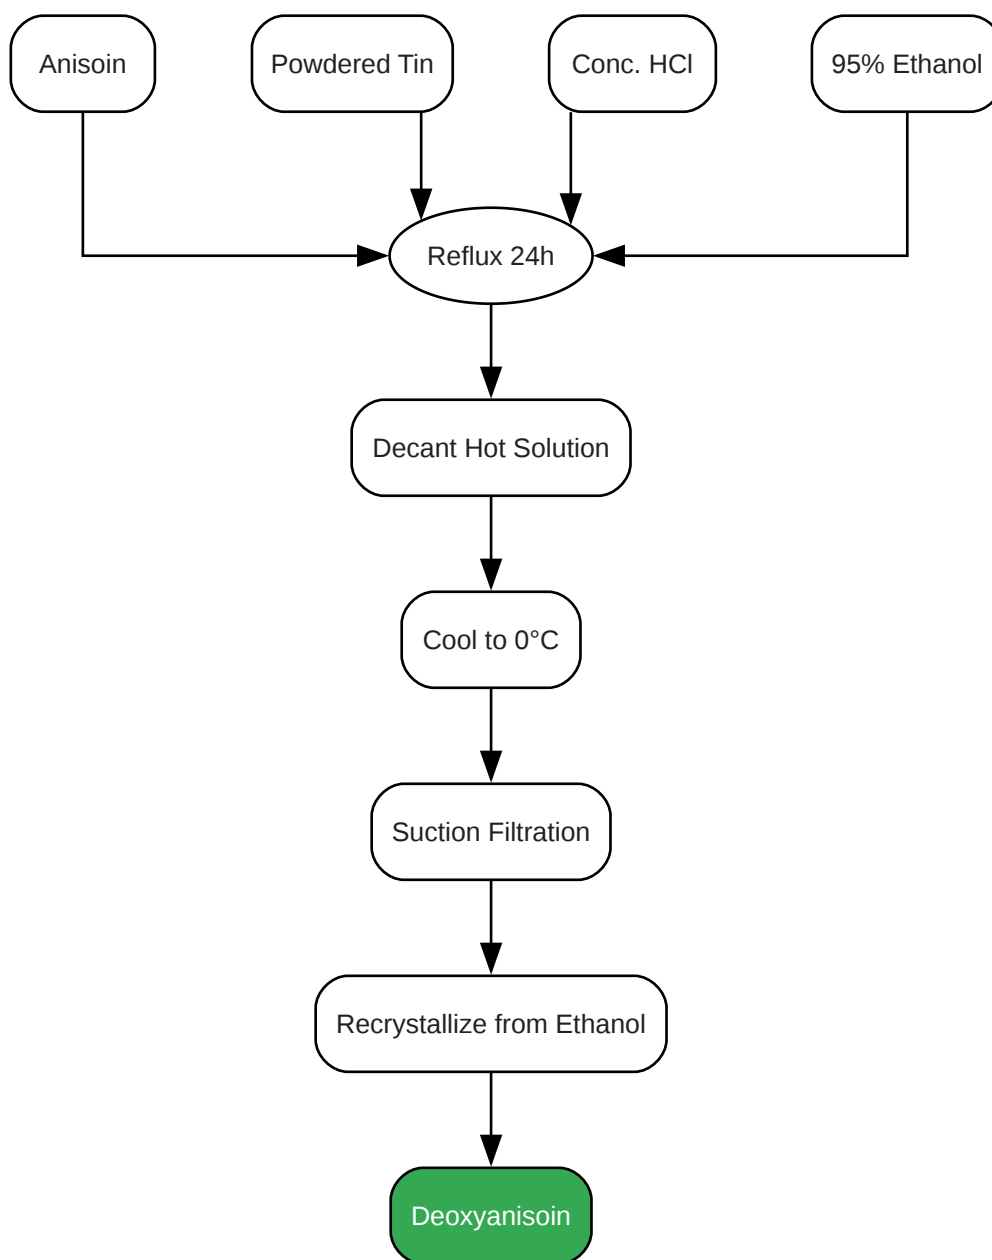 Anisoin
Powdered Tin
Conc. HCl
95% Ethanol
Reflux 24h
Decant Hot Solution
Cool to 0°C
Suction Filtration
Recrystallize from Ethanol
Deoxyanisoin